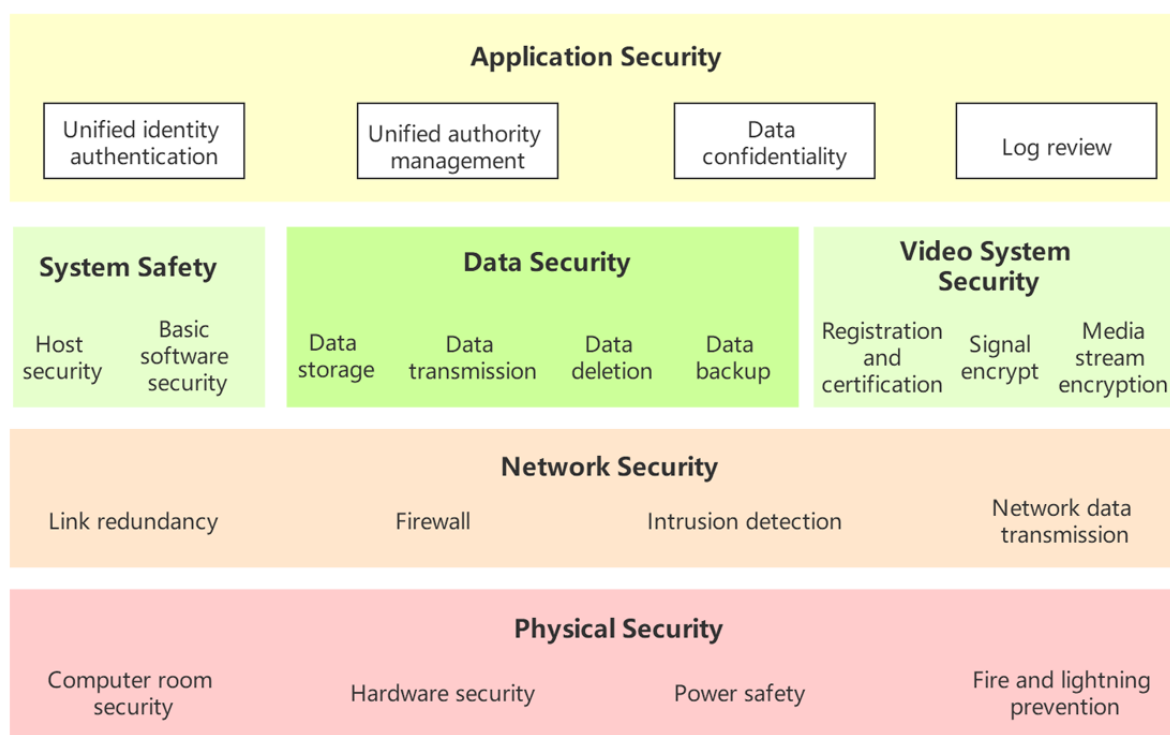 Application Security
Unified identity
authentication
Unified authority
management
Data
confidentiality
Log review
System Safety
Host
security
Basic
software
security
Data Security
Data
storage
Data
transmission
Data
deletion
Data
backup
Video System
Security
Registration
and
certification
Signal
encrypt
Media
stream
encryption
Network Security
Link redundancy
Firewall
Intrusion detection
Network data
transmission
Physical Security
Computer room
security
Hardware security
Power safety
Fire and lightning
prevention